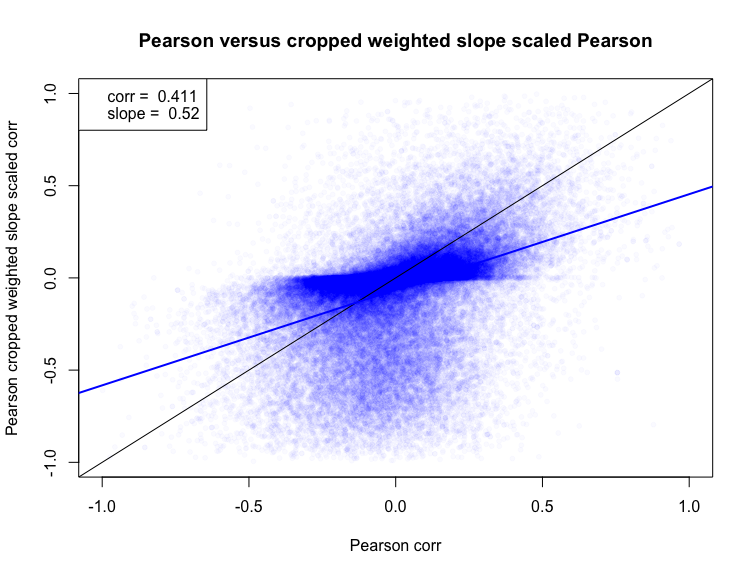 Pearson versus cropped weighted slope scaled Pearson
corr = 0.411
slope = 0.52
Pearson cropped weighted slope scaled corr
1.0
0.5
0.0
-0.5
-1.0
-1.0 -0.5 0.0 0.5 1.0
Pearson corr